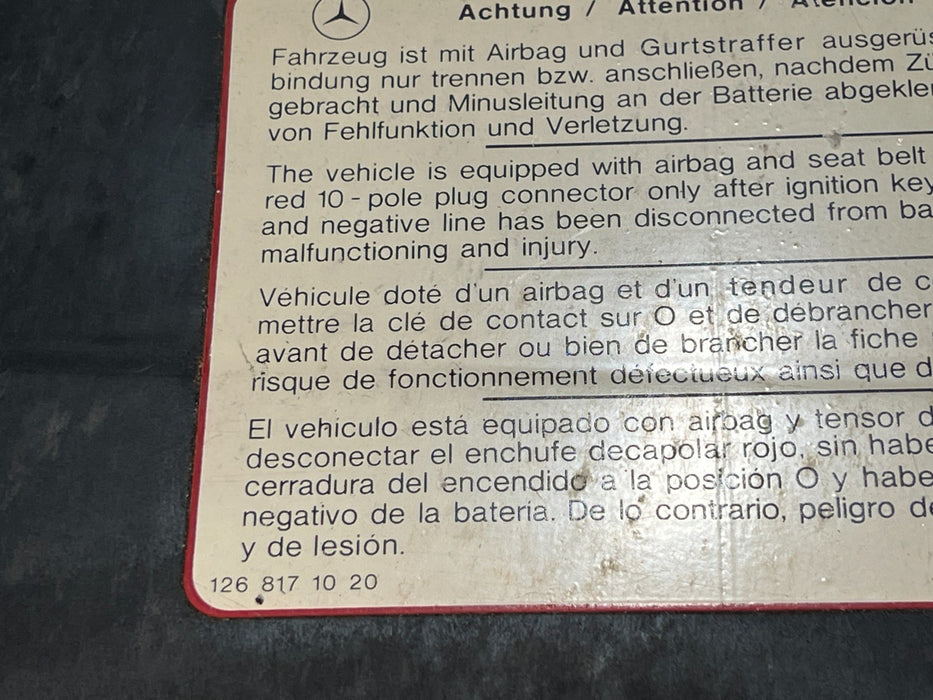 Achtung / Attention /
Fahrzeug ist mit Airbag und Gurtstraffer
bindung nur trennen bzw. anschließen, nachdem
gebracht und Minusleitung an der Batterie
von Fehlfunktion und Verletzung.
The vehicle is equipped with airbag and seat belt
red 10 - pole plug connector only after ignition key
and negative line has been disconnected from
malfunctioning and injury.
Véhicule doté d'un airbag et d'un tendeur de
mettre la clé de contact sur O et de débrancher
avant de détacher ou bien de brancher la fiche
risque de fonctionnement défectueux ainsi que
El vehículo está equipado con airbag y tensor
desconectar el enchufe decapolar rojo, sin
cerradura del encendido a la posición O y
negativo de la batería. De lo contrario, peligro
y de lesión.
126 817 10 20